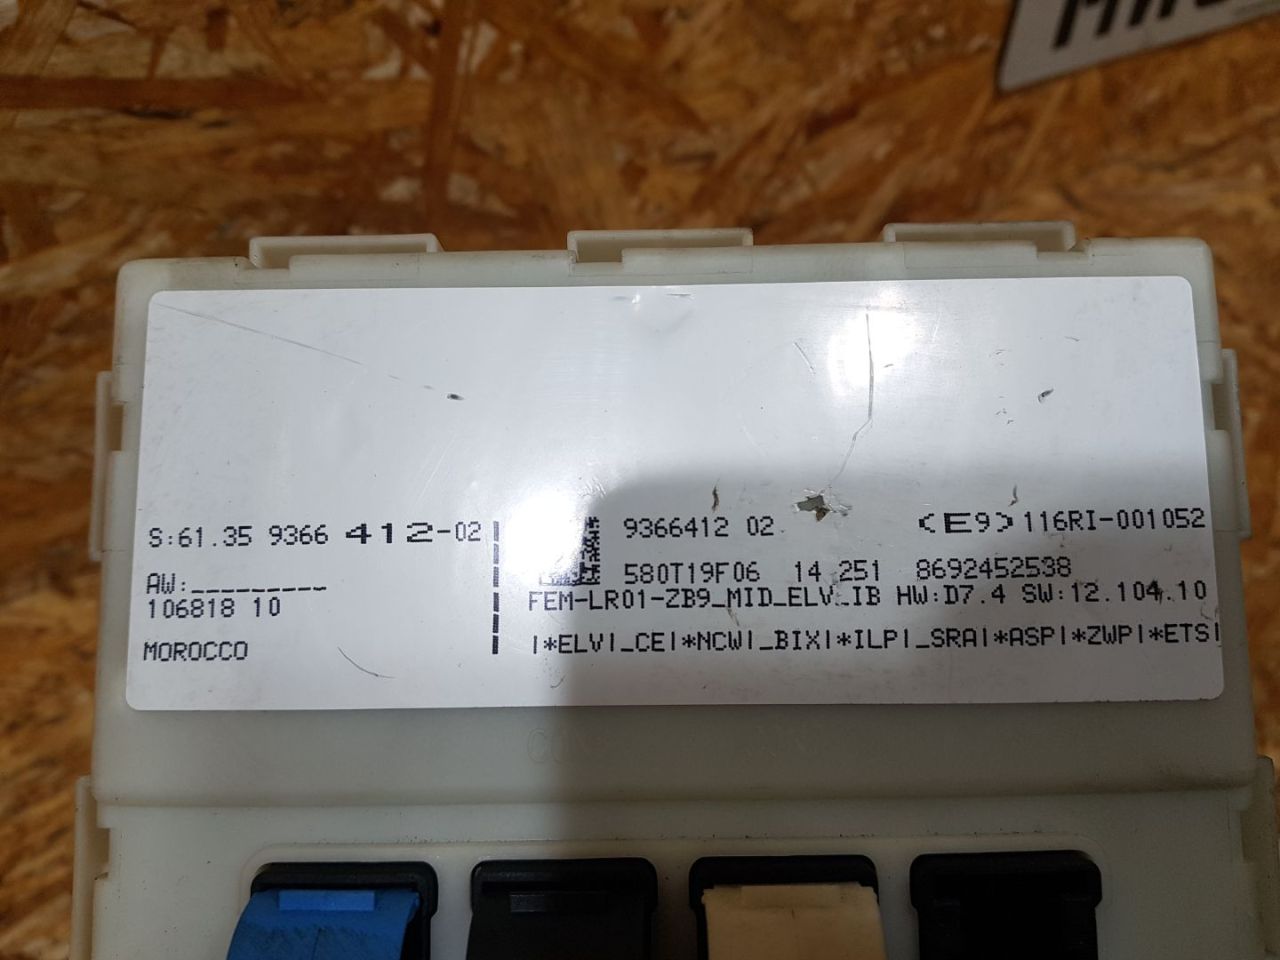 S:61.35 9366 412-02
AW:_________
106818 10
MOROCCO
9366412 02
(E9)116RI-001052
580T19F06 14 251 8692452538
FEM-LR01-ZB9_MID_ELV_IB HW:D7.4 SW:12.104.10
|*ELV|_CE|*NCW|_BIX|*ILP|_SRA|*ASP|*ZWP|*ETS|